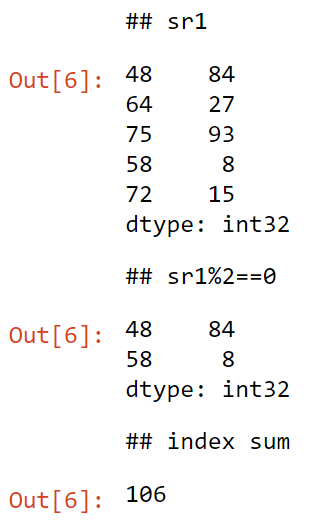 ## sr1
Out[6]: 48    84
64    27
75    93
58     8
72    15
dtype: int32
## sr1%2==0
Out[6]: 48    84
58     8
dtype: int32
## index sum
Out[6]: 106